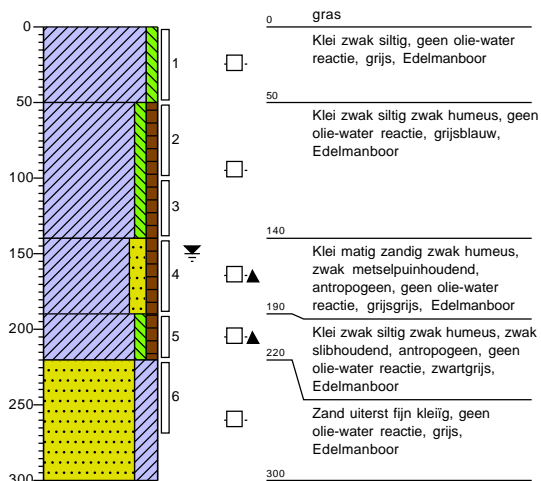 0
50
100
150
200
250
300
1
2
3
4
5
6
0
gras
Klei zwak siltig, geen olie-water
reactie, grijs, Edelmanboor
50
Klei zwak siltig zwak humeus, geen
olie-water reactie, grijsblauw,
Edelmanboor
140
Klei matig zandig zwak humeus,
zwak metselpuinhoudend,
antropogeen, geen olie-water
reactie, grijsgrijs, Edelmanboor
190
Klei zwak siltig zwak humeus, zwak
slibhoudend, antropogeen, geen
olie-water reactie, zwartgrijs,
Edelmanboor
220
Zand uiterst fijn kleiïg, geen
olie-water reactie, grijs,
Edelmanboor
300